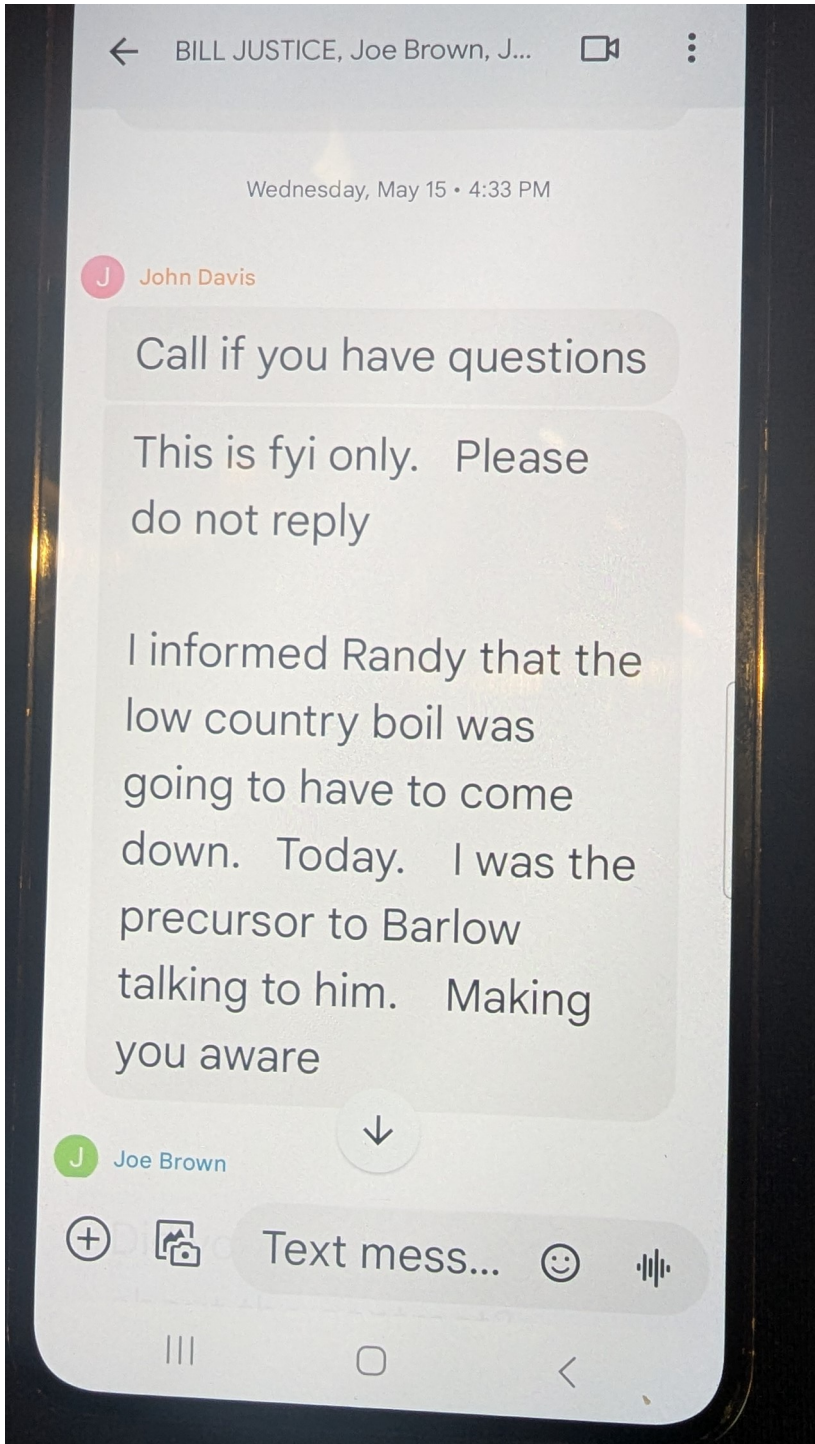 BILL JUSTICE, Joe Brown, J...
Wednesday, May 15 • 4:33 PM
J
John Davis
Call if you have questions
This is fyi only. Please
do not reply
I informed Randy that the
low country boil was
going to have to come
down. Today. I was the
precursor to Barlow
talking to him. Making
you aware
J
Joe Brown
Text mess...